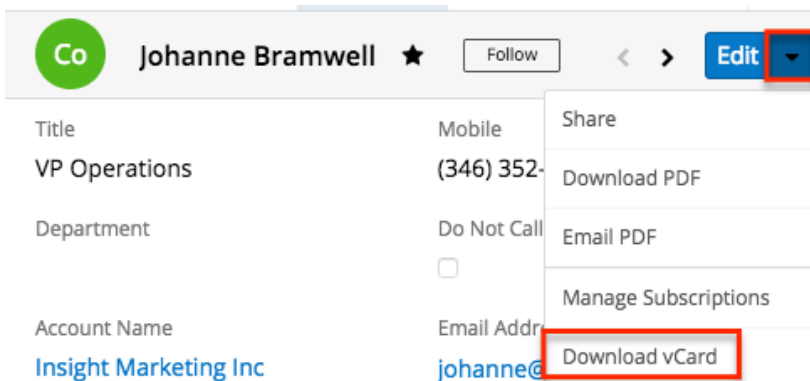 Co
Johanne Bramwell
Follow
Edit
Title
VP Operations
Mobile
(346) 352-
Department
Do Not Call
Account Name
Insight Marketing Inc
Email Addr
johanne@
Share
Download PDF
Email PDF
Manage Subscriptions
Download vCard